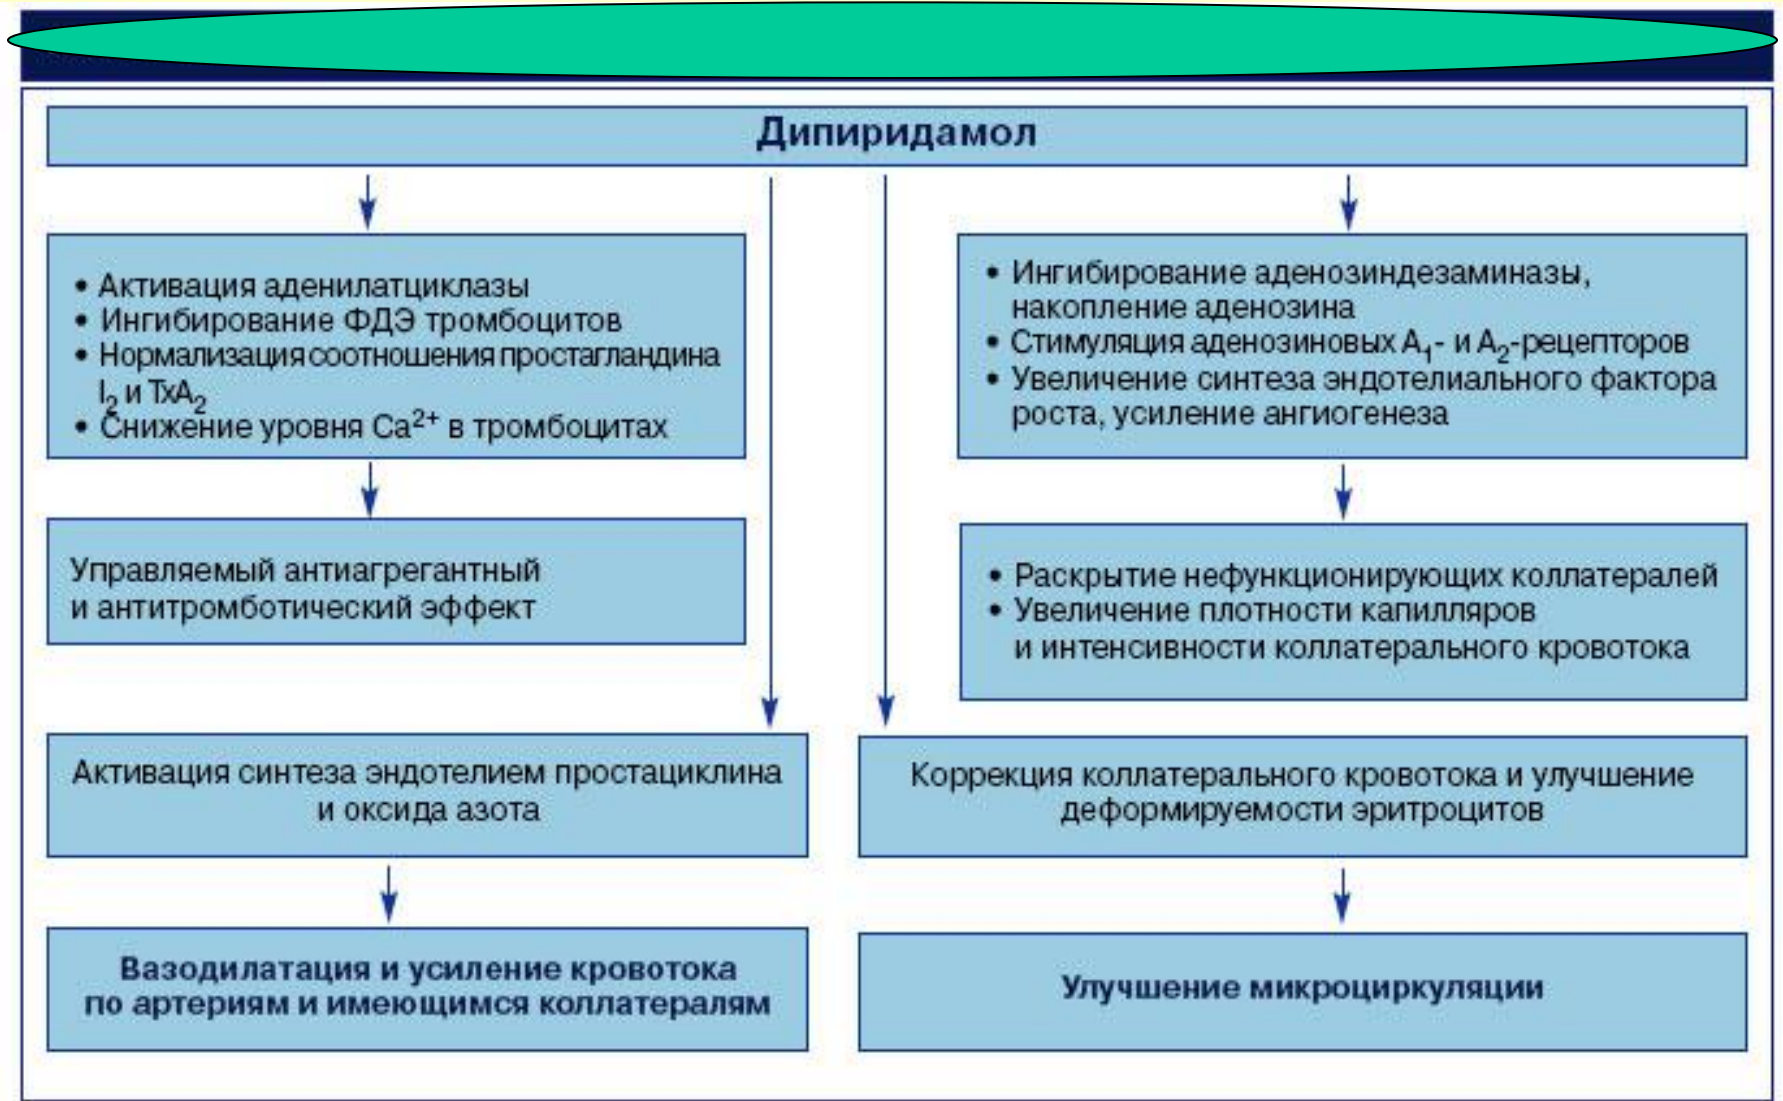 Дипиридамол
• Активация аденилатциклазы
• Ингибирование ФДЭ тромбоцитов
• Нормализация соотношения простагландина
I₂ и TxA₂
• Снижение уровня Ca²⁺ в тромбоцитах
• Ингибирование аденозиндезаминазы,
накопление аденозина
• Стимуляция аденозиновых A₁- и A₂-рецепторов
• Увеличение синтеза эндотелиального фактора
роста, усиление ангиогенеза
Управляемый антиагрегантный
и антитромботический эффект
• Раскрытие нефункционирующих коллатералей
• Увеличение плотности капилляров
и интенсивности коллатерального кровотока
Активация синтеза эндотелием простациклина
и оксида азота
Коррекция коллатерального кровотока и улучшение
деформируемости эритроцитов
Вазодилатация и усиление кровотока
по артериям и имеющимся коллатералям
Улучшение микроциркуляции